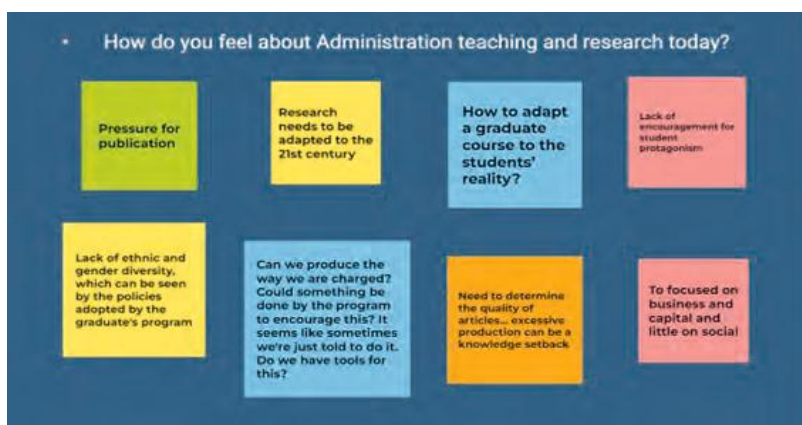 • How do you feel about Administration teaching and research today?
Pressure for
publication
Research
needs to be
adapted to the
21st century
How to adapt
a graduate
course to the
students'
reality?
Lack of
encouragement for
student
protagonism
Lack of ethnic and
gender diversity,
which can be seen
by the policies
adopted by the
graduate's program
Can we produce the
way we are charged?
Could something be
done by the program
to encourage this? It
seems like sometimes
we're just told to do it.
Do we have tools for
this?
Need to determine
the quality of
articles... excessive
production can be a
knowledge setback
To focused on
business and
capital and
little on social